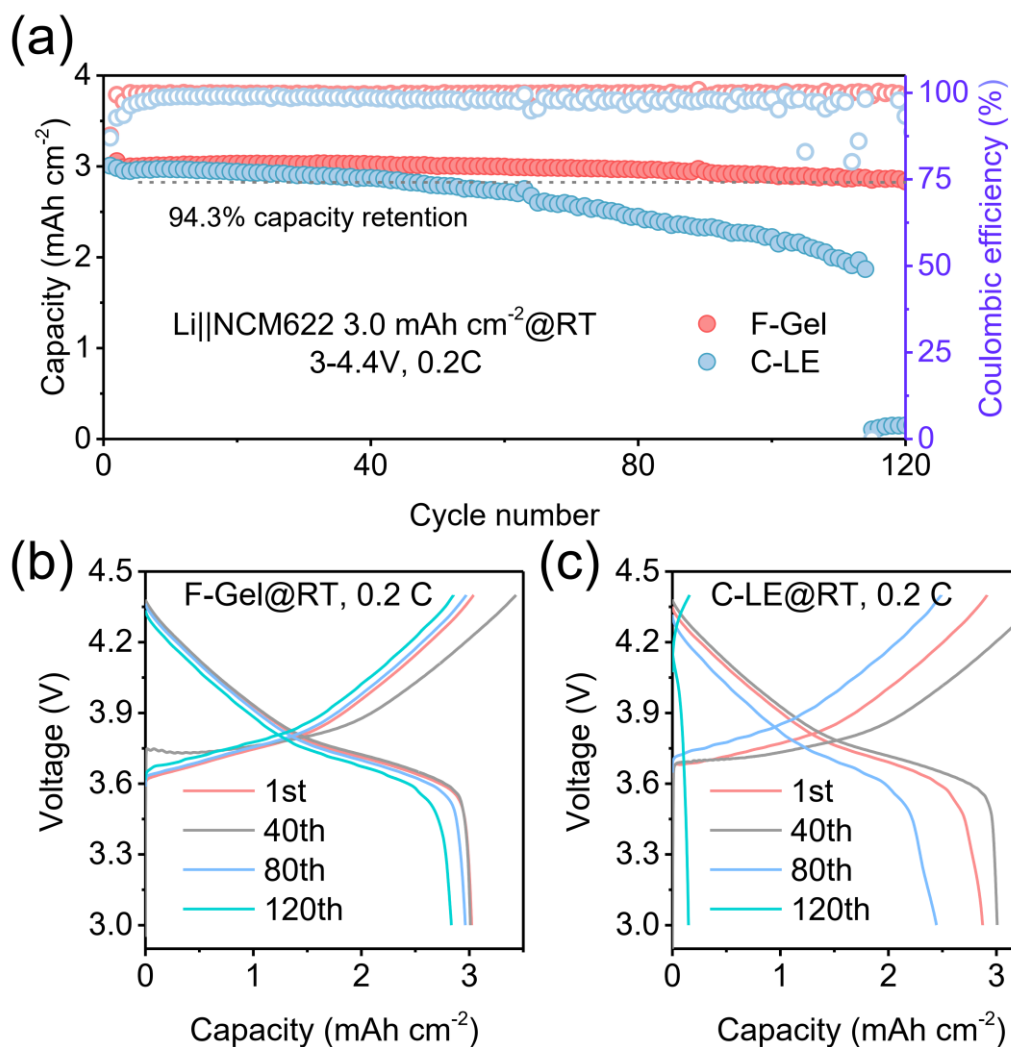 (a)
4
3
2
1
0
Capacity (mAh cm-2)
100
75
50
25
0
Coulombic efficiency (%)
94.3% capacity retention
Li||NCM622 3.0 mAh cm-2@RT
3-4.4V, 0.2C
F-Gel
C-LE
0 40 80 120
Cycle number
(b)
F-Gel@RT, 0.2 C
4.5
4.2
3.9
3.6
3.3
3.0
Voltage (V)
1st
40th
80th
120th
0 1 2 3
Capacity (mAh cm-2)
(c)
C-LE@RT, 0.2 C
4.5
4.2
3.9
3.6
3.3
3.0
Voltage (V)
1st
40th
80th
120th
0 1 2 3
Capacity (mAh cm-2)